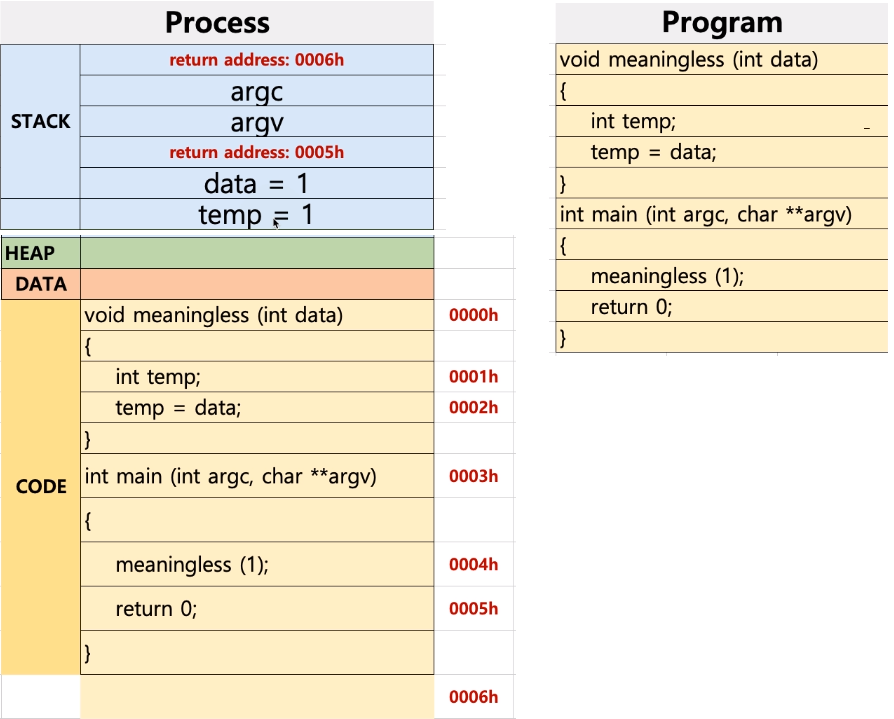 Process
STACK
return address: 0006h
argc
argv
return address: 0005h
data = 1
temp = 1
HEAP
DATA
CODE
void meaningless (int data) 0000h
{
int temp; 0001h
temp = data; 0002h
}
int main (int argc, char **argv) 0003h
{
meaningless (1); 0004h
return 0; 0005h
}
0006h
Program
void meaningless (int data)
{
int temp;
temp = data;
}
int main (int argc, char **argv)
{
meaningless (1);
return 0;
}